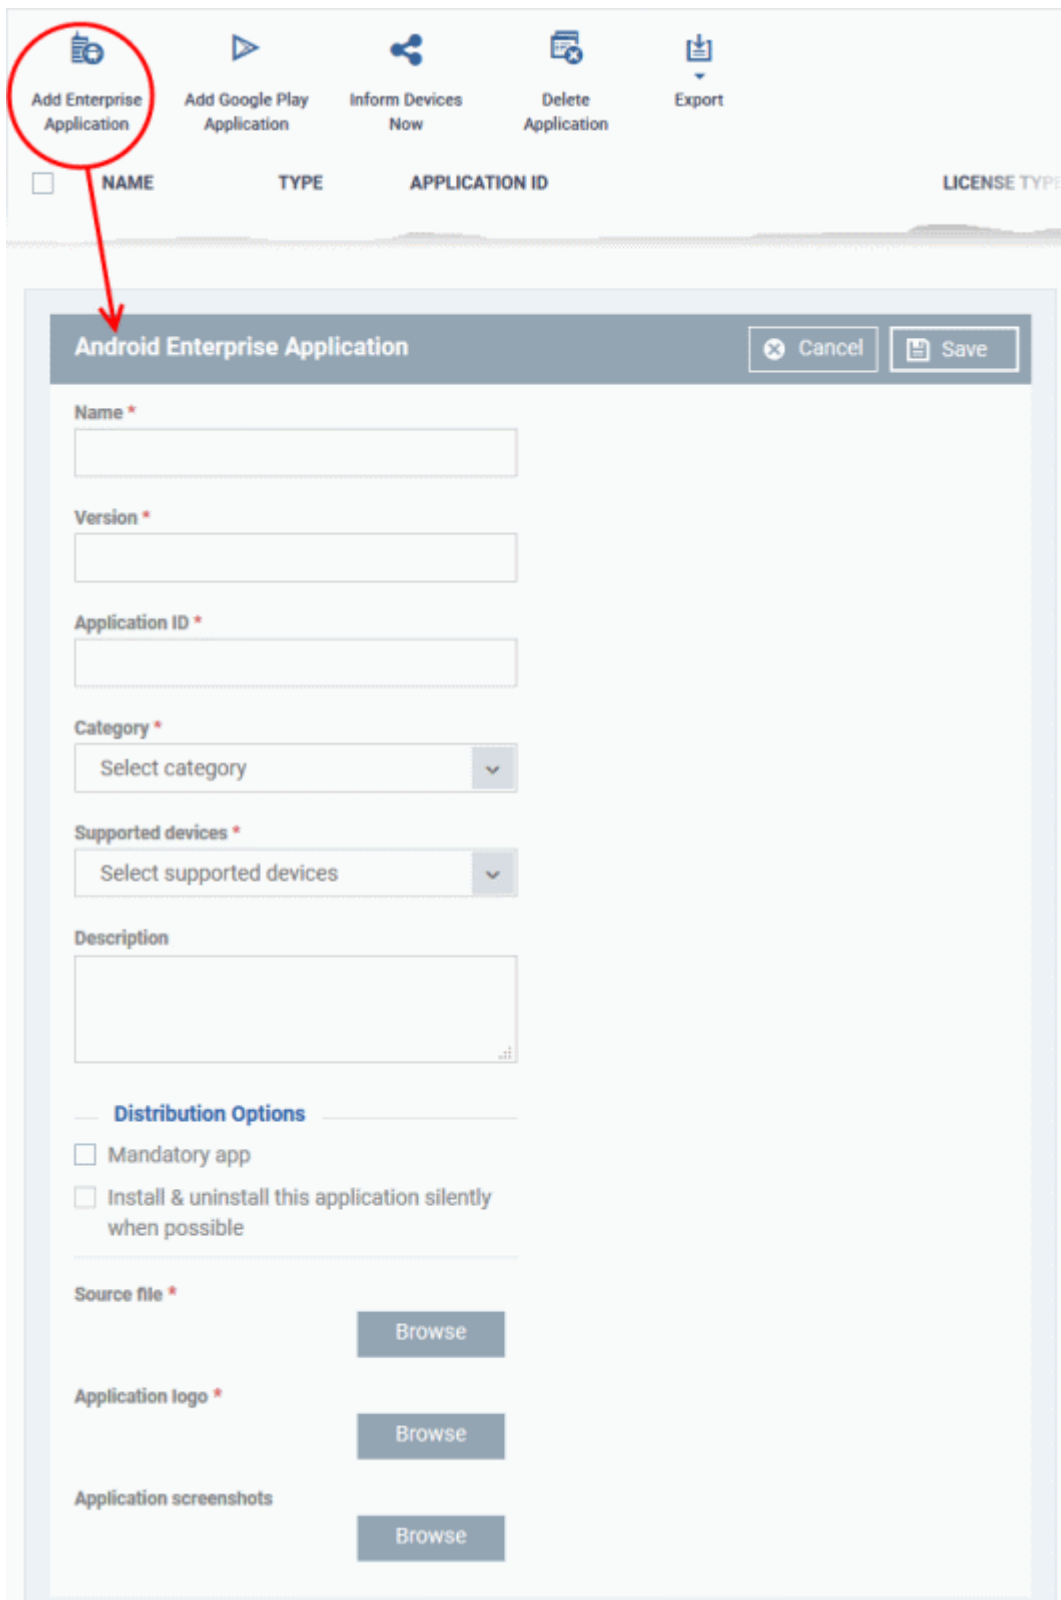 Add Enterprise Application
Add Google Play Application
Inform Devices Now
Delete Application
Export
NAME TYPE APPLICATION ID LICENSE TYPE
Android Enterprise Application
Cancel Save
Name *
Version *
Application ID *
Category *
Select category
Supported devices *
Select supported devices
Description
Distribution Options
Mandatory app
Install & uninstall this application silently
when possible
Source file *
Browse
Application logo *
Browse
Application screenshots
Browse